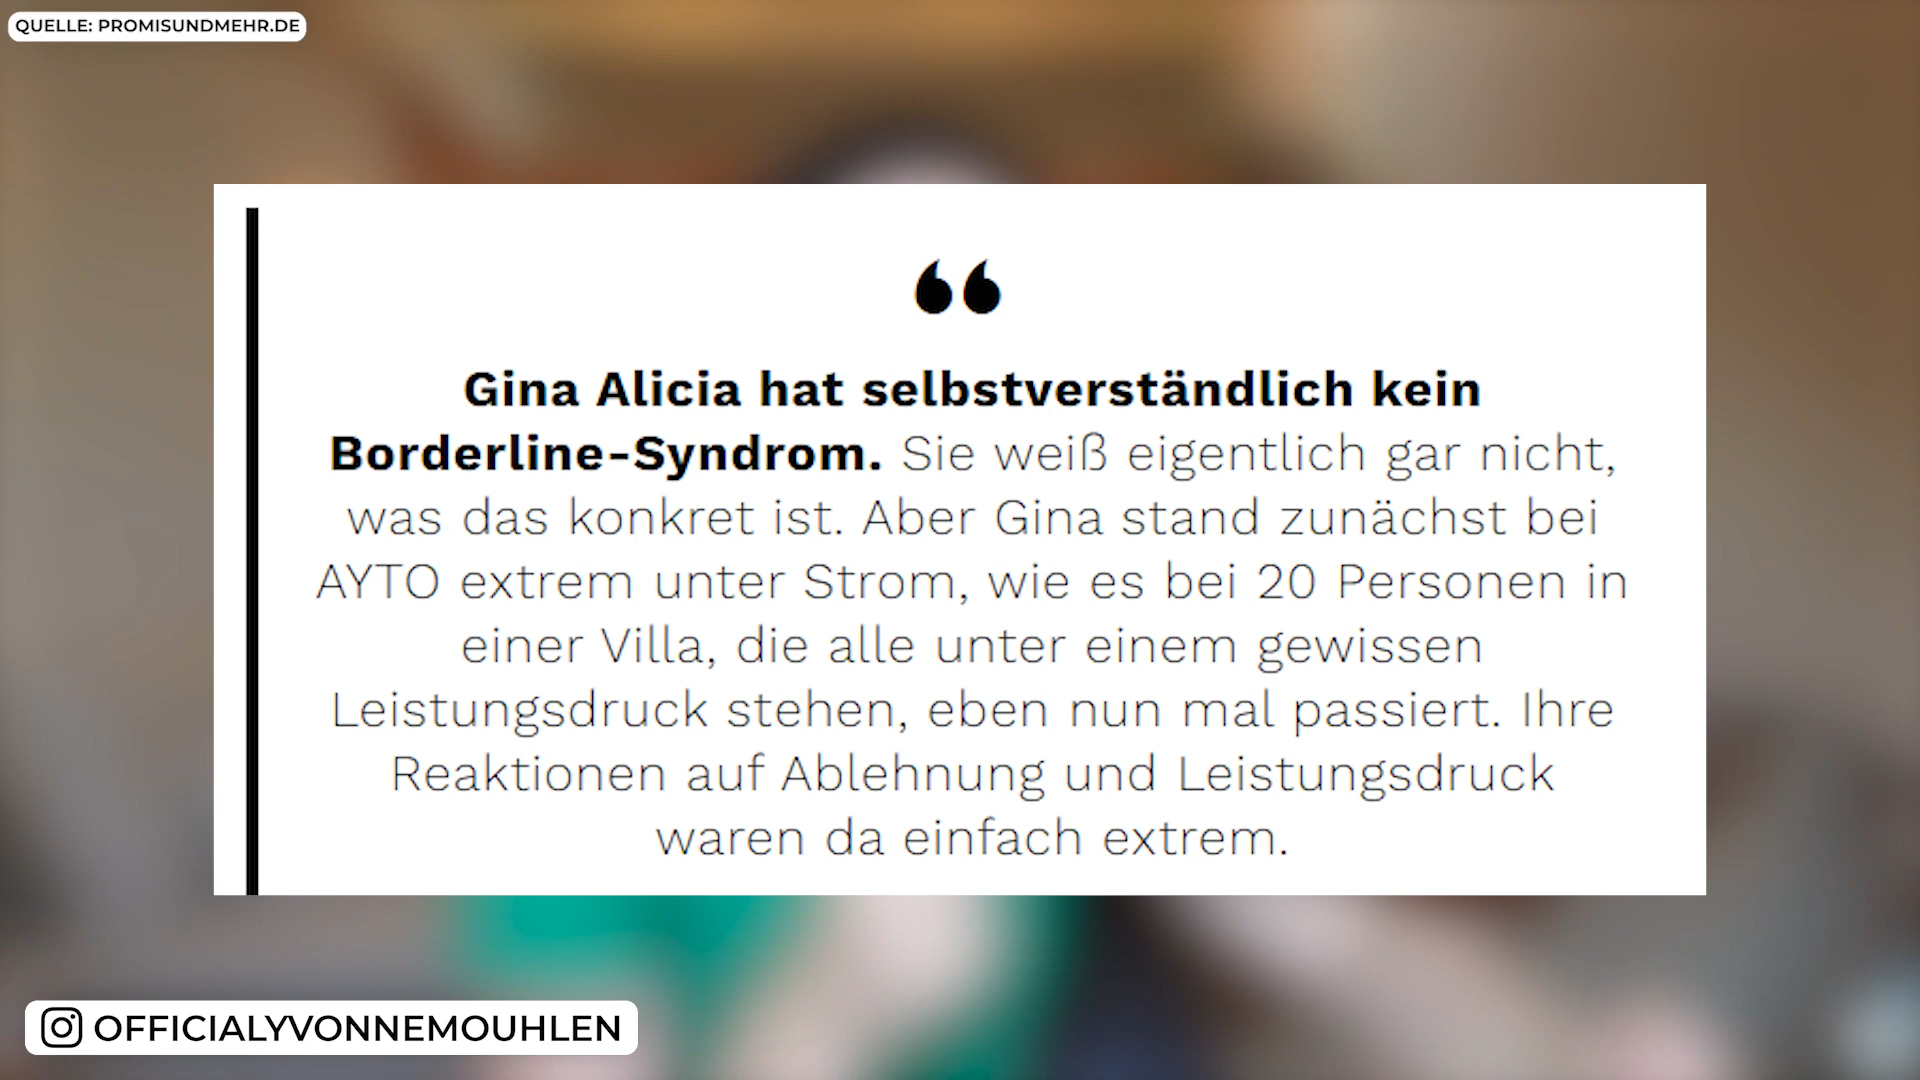 QUELLE: PROMISUNDMEHR.DE
❝
Gina Alicia hat selbstverständlich kein
Borderline-Syndrom. Sie weiß eigentlich gar nicht,
was das konkret ist. Aber Gina stand zunächst bei
AYTO extrem unter Strom, wie es bei 20 Personen in
einer Villa, die alle unter einem gewissen
Leistungsdruck stehen, eben nun mal passiert. Ihre
Reaktionen auf Ablehnung und Leistungsdruck
waren da einfach extrem.
OFFICIALYVONNEMOUHLEN